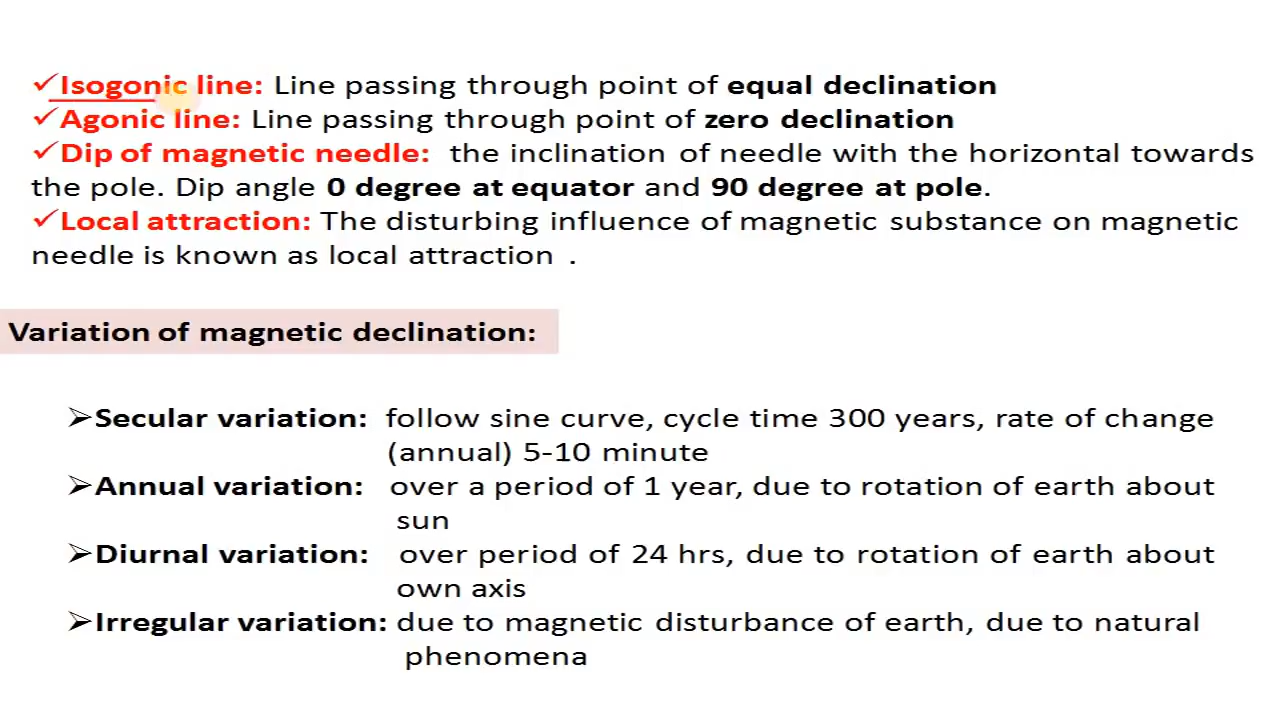 ✓Isogonic line: Line passing through point of equal declination
✓Agonic line: Line passing through point of zero declination
✓Dip of magnetic needle: the inclination of needle with the horizontal towards
the pole. Dip angle 0 degree at equator and 90 degree at pole.
✓Local attraction: The disturbing influence of magnetic substance on magnetic
needle is known as local attraction .
Variation of magnetic declination:
➢Secular variation: follow sine curve, cycle time 300 years, rate of change
(annual) 5-10 minute
➢Annual variation: over a period of 1 year, due to rotation of earth about
sun
➢Diurnal variation: over period of 24 hrs, due to rotation of earth about
own axis
➢Irregular variation: due to magnetic disturbance of earth, due to natural
phenomena